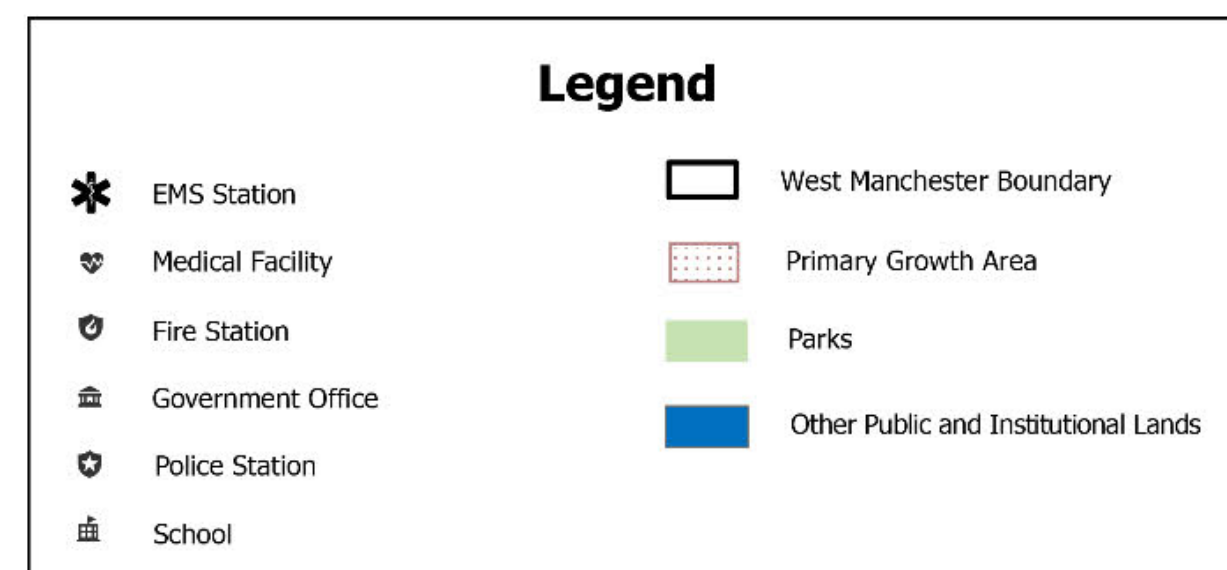 Legend
EMS Station
Medical Facility
Fire Station
Government Office
Police Station
School
West Manchester Boundary
Primary Growth Area
Parks
Other Public and Institutional Lands